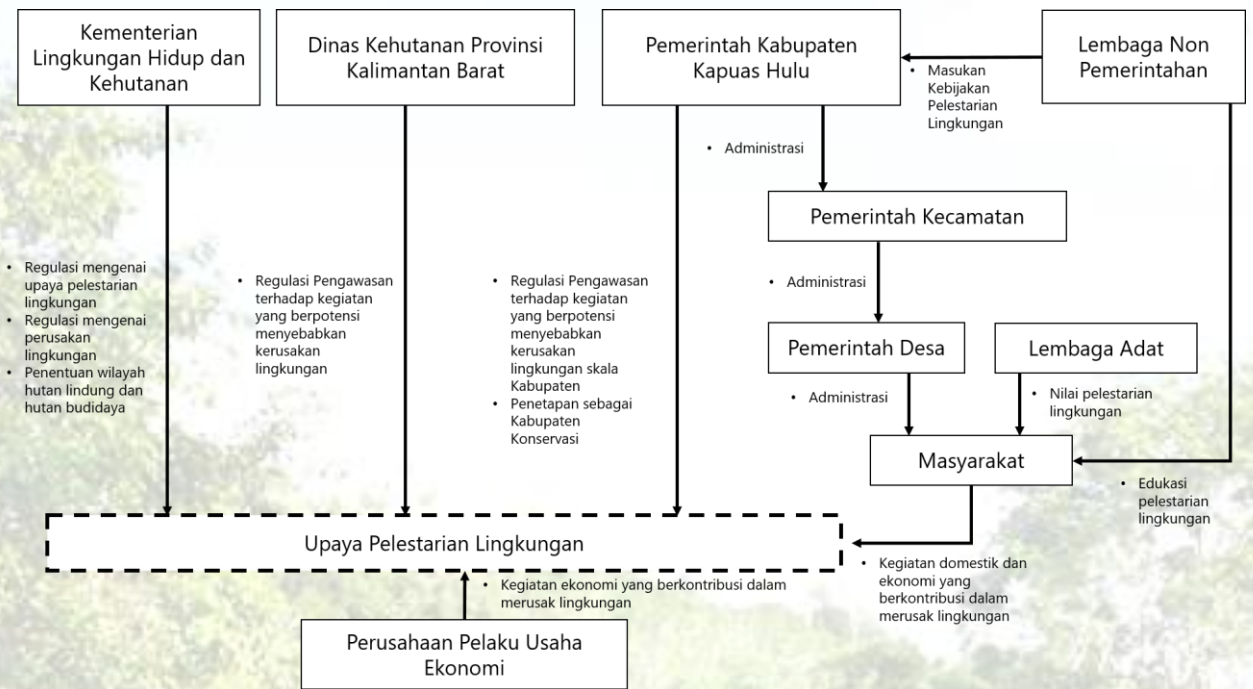 Kementerian
Lingkungan Hidup dan
Kehutanan
Dinas Kehutanan Provinsi
Kalimantan Barat
Pemerintah Kabupaten
Kapuas Hulu
Lembaga Non
Pemerintahan
• Masukan
Kebijakan
Pelestarian
Lingkungan
• Administrasi
Pemerintah Kecamatan
• Regulasi mengenai
upaya pelestarian
lingkungan
• Regulasi mengenai
perusakan
lingkungan
• Penentuan wilayah
hutan lindung dan
hutan budidaya
• Regulasi Pengawasan
terhadap kegiatan
yang berpotensi
menyebabkan
kerusakan
lingkungan
• Regulasi Pengawasan
terhadap kegiatan
yang berpotensi
menyebabkan
kerusakan
lingkungan skala
Kabupaten
• Penetapan sebagai
Kabupaten
Konservasi
• Administrasi
Pemerintah Desa
Lembaga Adat
• Administrasi
• Nilai pelestarian
lingkungan
Masyarakat
• Edukasi
pelestarian
lingkungan
Upaya Pelestarian Lingkungan
• Kegiatan domestik dan
ekonomi yang
berkontribusi dalam
merusak lingkungan
• Kegiatan ekonomi yang berkontribusi dalam
merusak lingkungan
Perusahaan Pelaku Usaha
Ekonomi